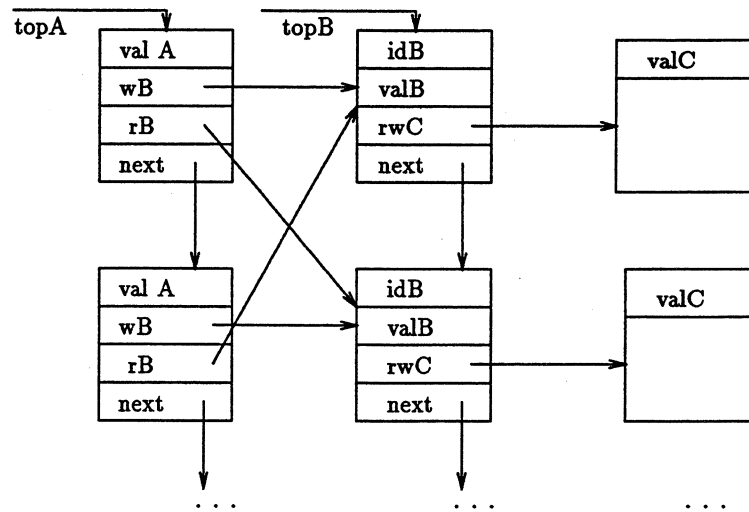 topA
topB
val A
idB
valC
wB
valB
rB
rwC
next
next
val A
idB
valC
wB
valB
rB
rwC
next
next
. . .
. . .
. . .